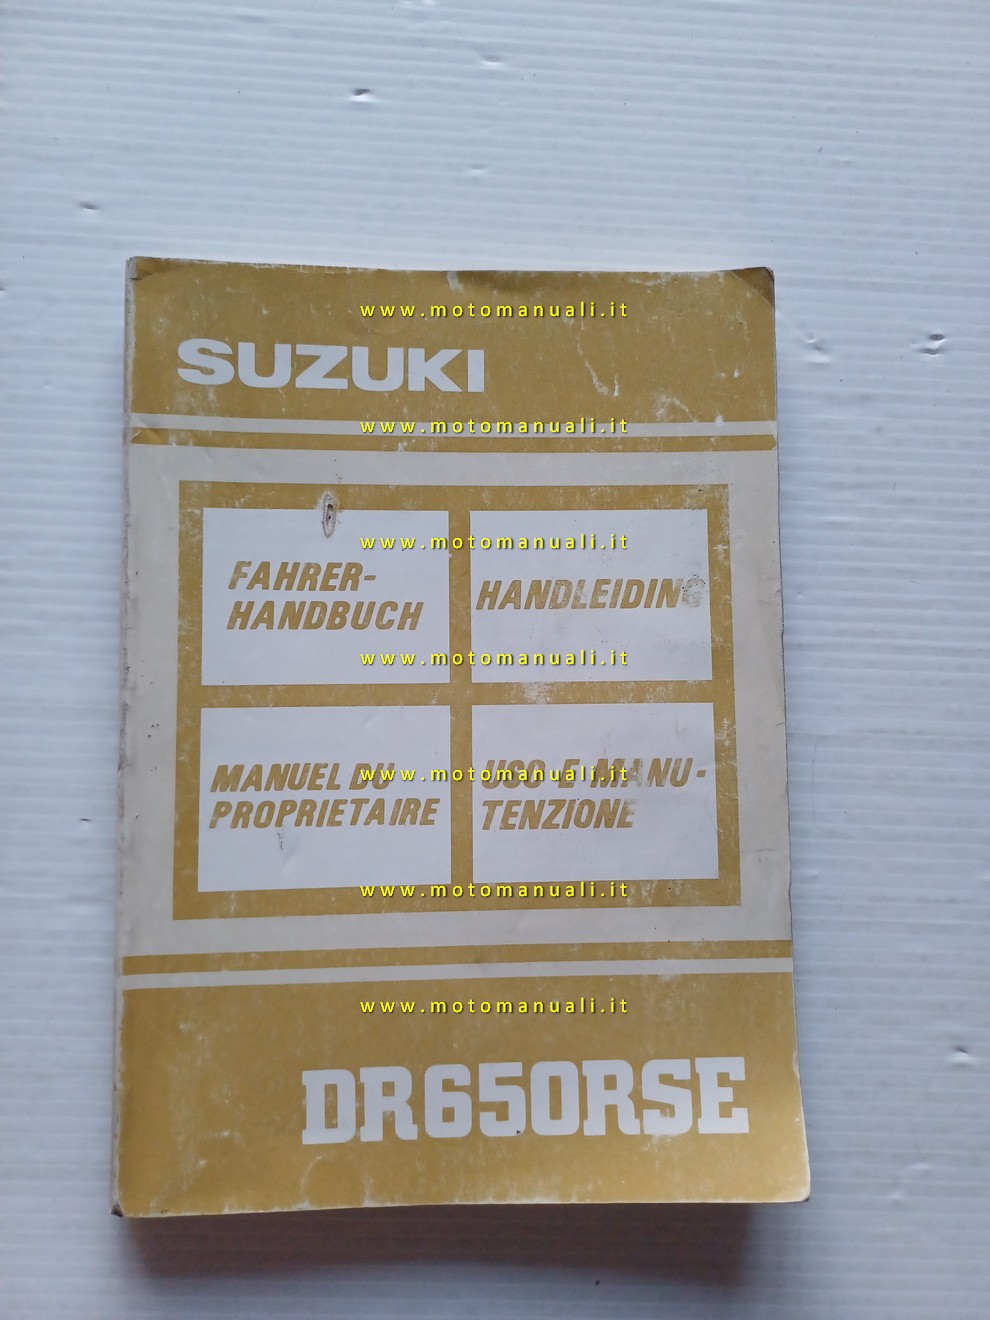 www.motomanuali.it
SUZUKI
www.motomanuali.it
www.motomanuali.it
FAHRER-
HANDBUCH
HANDLEIDING
www.motomanuali.it
MANUEL DU
PROPRIETAIRE
www.motomanuali.it
USO E MANU-
TENZIONE
www.motomanuali.it
www.motomanuali.it
DR650RSE